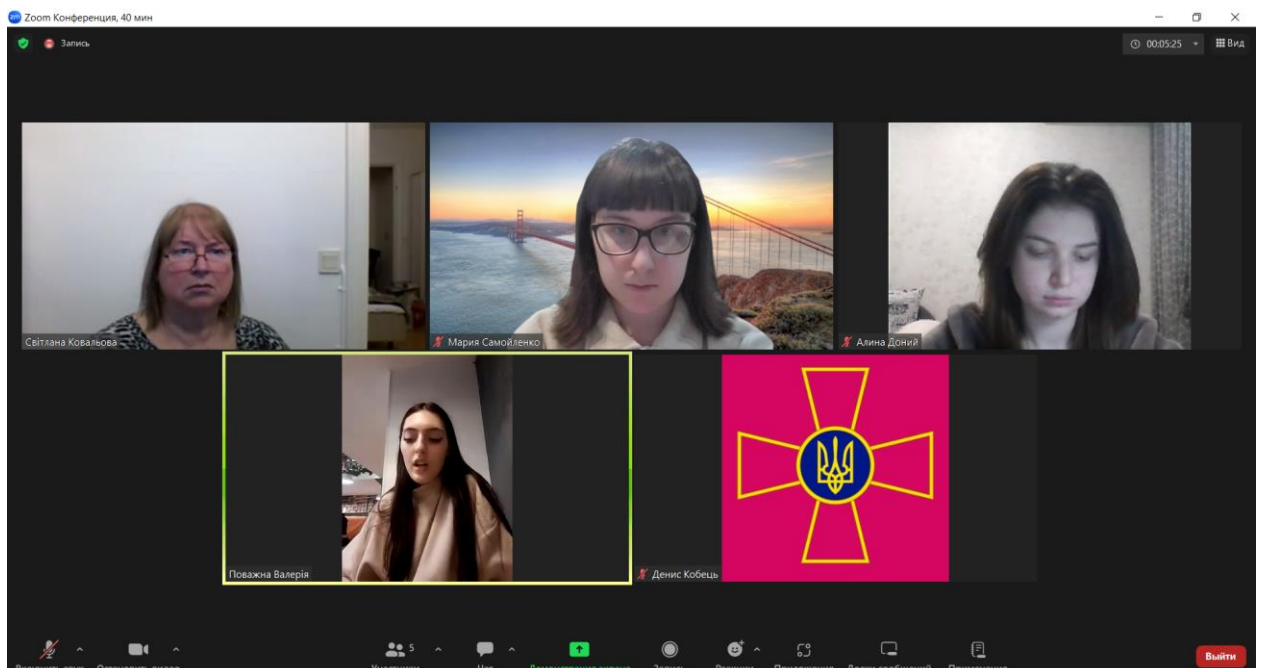 zm Zoom Конференция, 40 мин
Запись
00:05:25
Вид
Світлана Ковальова
Мария Самойленко
Алина Доний
Поважна Валерія
Денис Кобець
5
Выйти